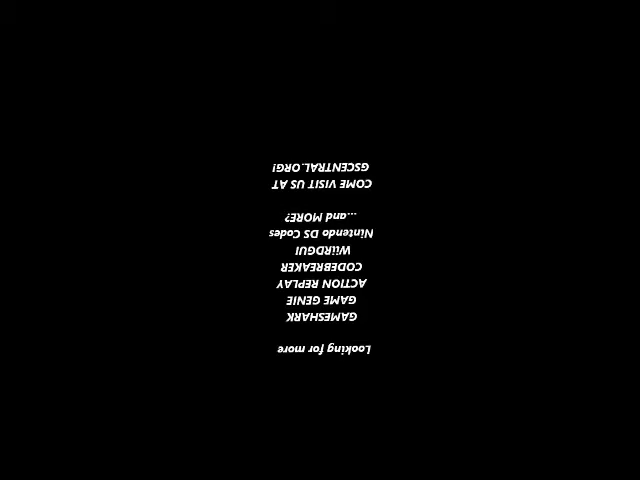 Looking for more
GAMESHARK
GAME GENIE
ACTION REPLAY
CODEBREAKER
WiiRDGUI
Nintendo DS Codes
...and MORE?
COME VISIT US AT
GSCENTRAL.ORG!